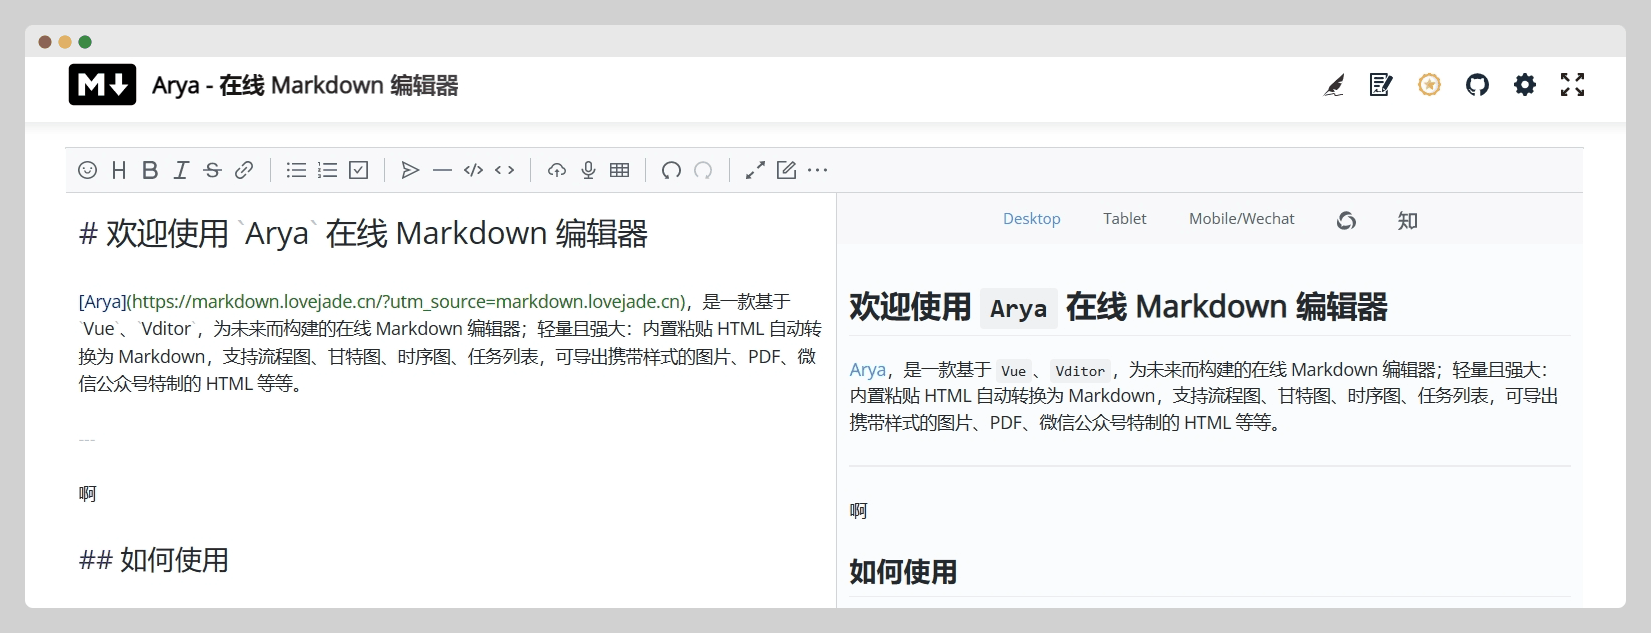 M↓ Arya - 在线 Markdown 编辑器
# 欢迎使用 `Arya` 在线 Markdown 编辑器
[Arya](https://markdown.lovejade.cn/?utm_source=markdown.lovejade.cn)，是一款基于
`Vue`、`Vditor`，为未来而构建的在线 Markdown 编辑器；轻量且强大：内置粘贴 HTML 自动转
换为 Markdown，支持流程图、甘特图、时序图、任务列表，可导出携带样式的图片、PDF、微
信公众号特制的 HTML 等等。
---
啊
## 如何使用
Desktop Tablet Mobile/Wechat 知
欢迎使用 Arya 在线 Markdown 编辑器
Arya，是一款基于 Vue 、 Vditor ，为未来而构建的在线 Markdown 编辑器；轻量且强大：
内置粘贴 HTML 自动转换为 Markdown，支持流程图、甘特图、时序图、任务列表，可导出
携带样式的图片、PDF、微信公众号特制的 HTML 等等。
啊
如何使用